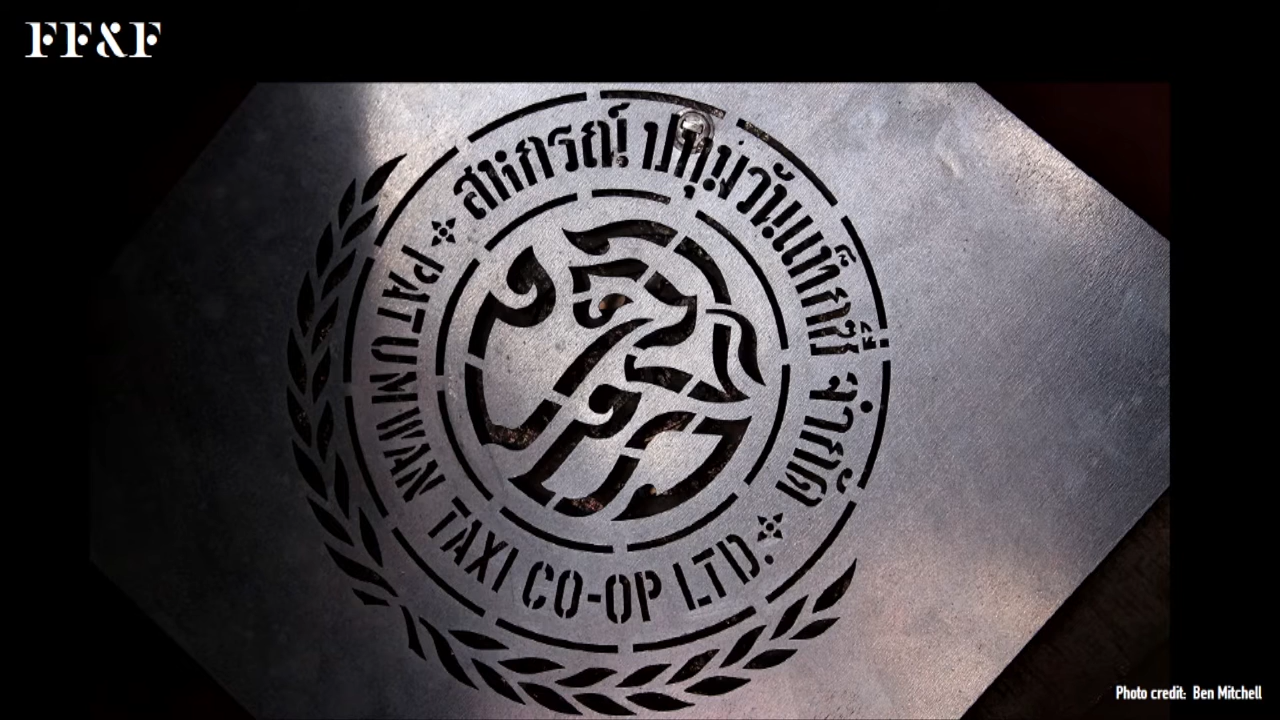 FF&F
สหกรณ์ ปทุมวันแท็กซี่ จำกัด
PATUMWAN TAXI CO-OP LTD.
Photo credit: Ben Mitchell